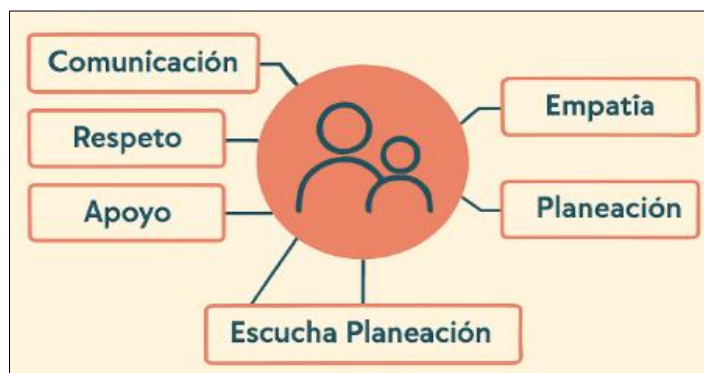 Comunicación
Respeto
Apoyo
Empatía
Planeación
Escucha Planeación